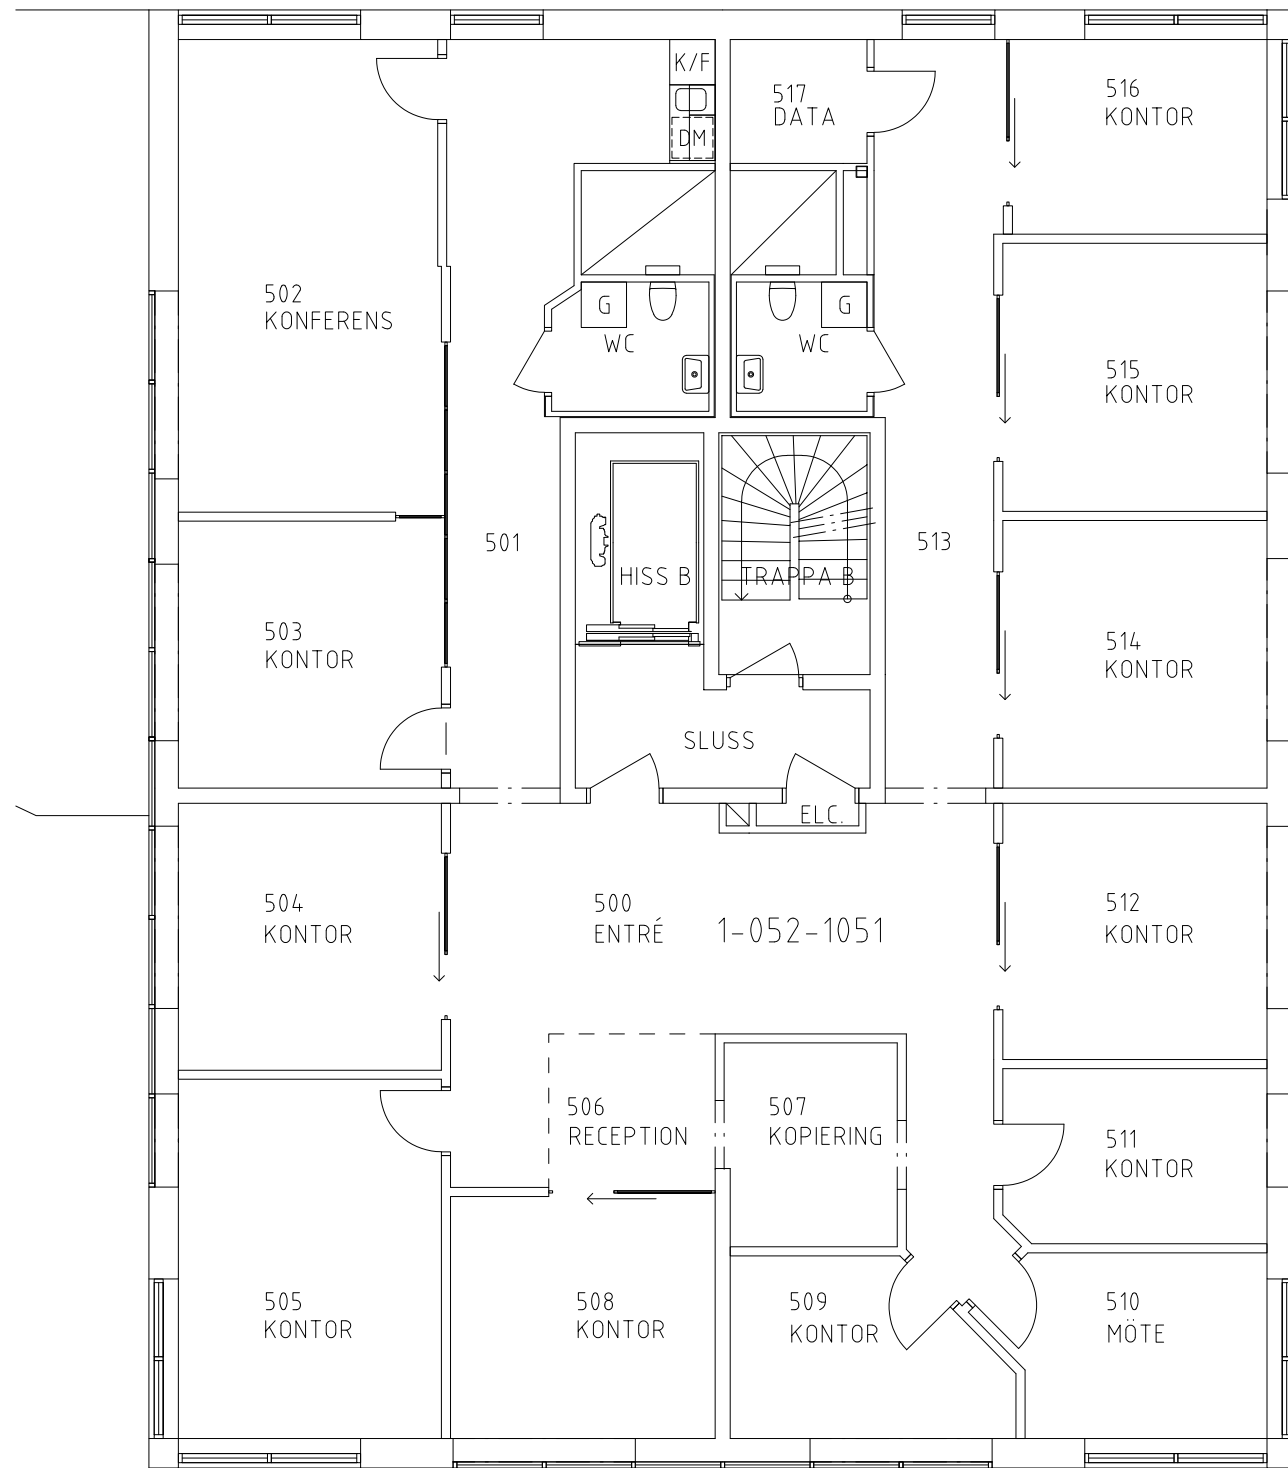 K/F
DM
517
DATA
516
KONTOR
502
KONFERENS
G
WC
G
WC
515
KONTOR
501
HISS B
TRAPPA B
513
503
KONTOR
514
KONTOR
SLUSS
ELC.
504
KONTOR
500
ENTRÉ
1-052-1051
512
KONTOR
506
RECEPTION
507
KOPIERING
511
KONTOR
505
KONTOR
508
KONTOR
509
KONTOR
510
MÖTE